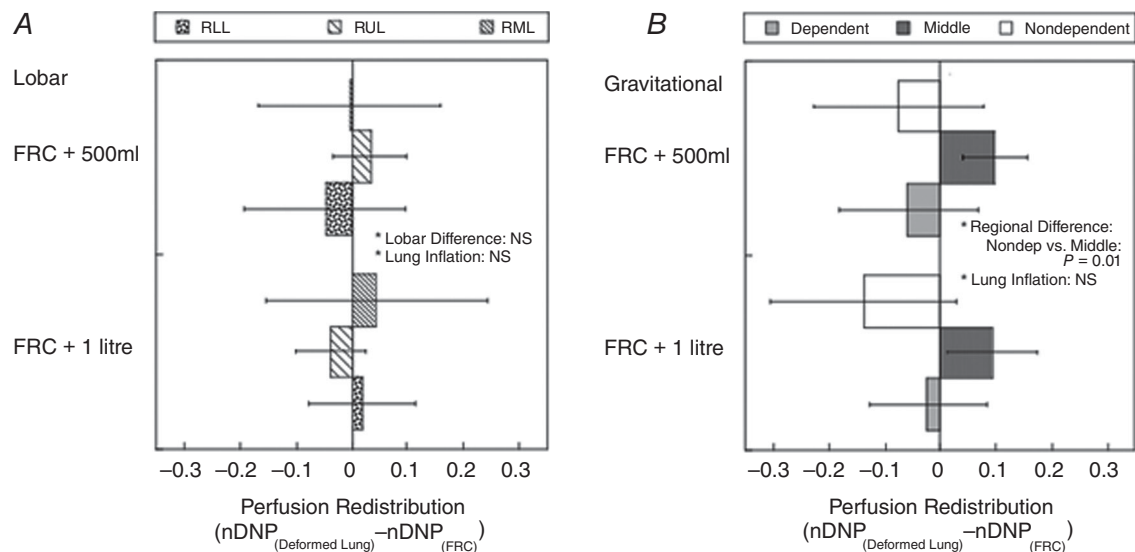 A
RLL RUL RML
Lobar
FRC + 500ml
* Lobar Difference: NS
* Lung Inflation: NS
FRC + 1 litre
–0.3 –0.2 –0.1 0 0.1 0.2 0.3
Perfusion Redistribution
(nDNP(Deformed Lung) –nDNP(FRC))
B
Dependent Middle Nondependent
Gravitational
FRC + 500ml
* Regional Difference:
Nondep vs. Middle:
P = 0.01
* Lung Inflation: NS
FRC + 1 litre
–0.3 –0.2 –0.1 0 0.1 0.2 0.3
Perfusion Redistribution
(nDNP(Deformed Lung) –nDNP(FRC))